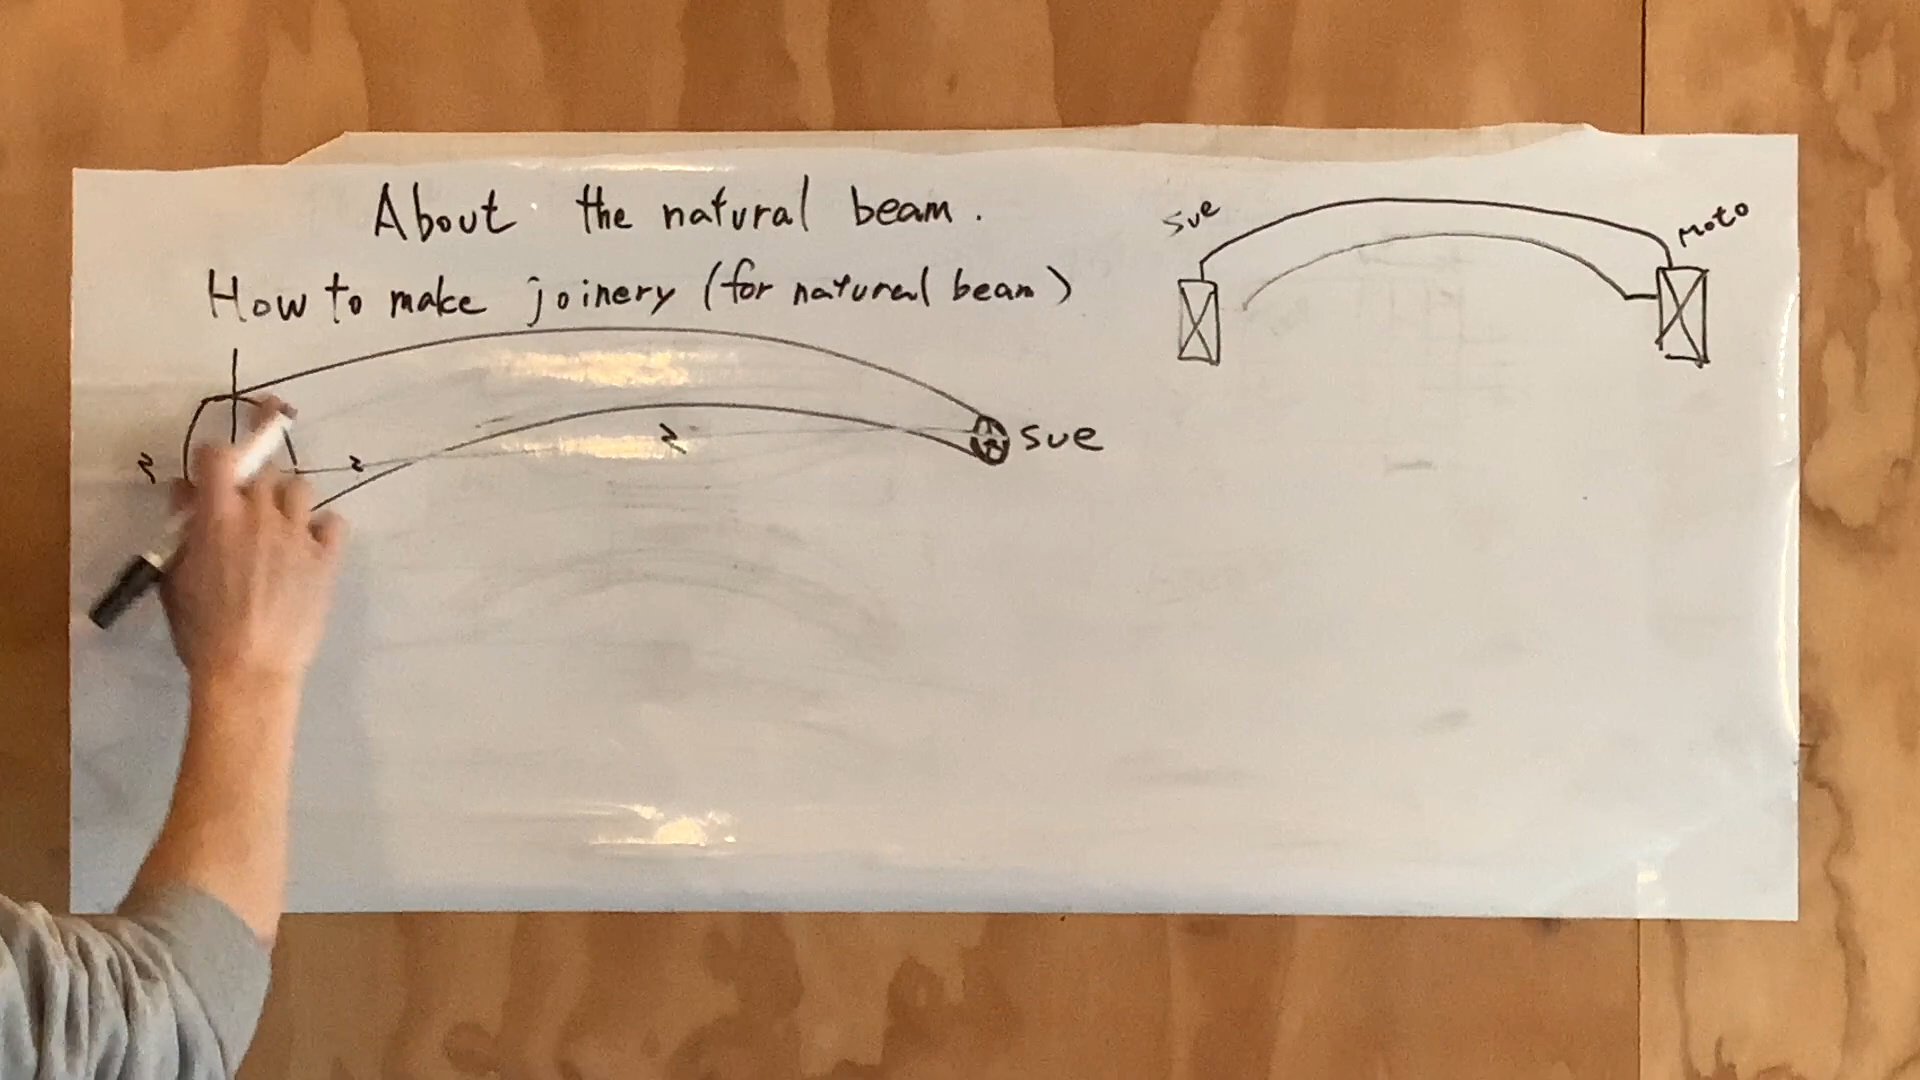 About the natural beam.
How to make joinery (for natural beam)
Sue
Moto
Sue